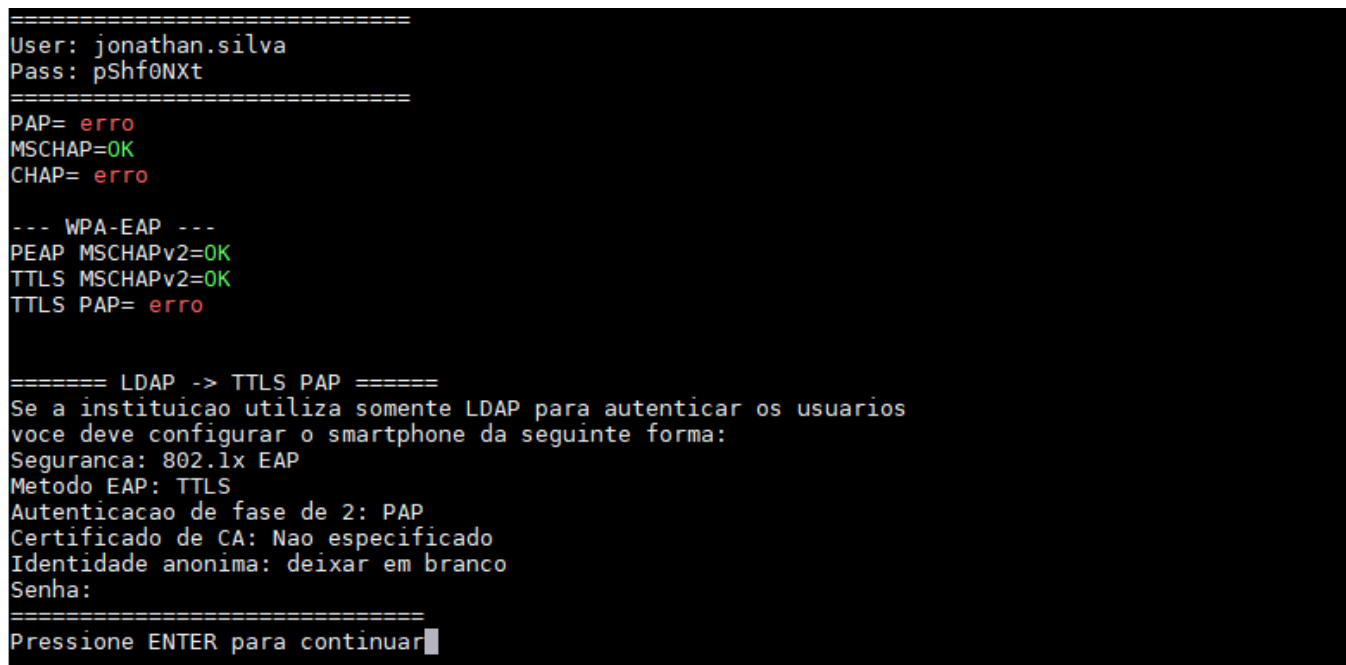 =============================
User: jonathan.silva
Pass: pShf0NXt
=============================
PAP= erro
MSCHAP=OK
CHAP= erro
--- WPA-EAP ---
PEAP MSCHAPv2=OK
TTLS MSCHAPv2=OK
TTLS PAP= erro
======= LDAP -> TTLS PAP ======
Se a instituicao utiliza somente LDAP para autenticar os usuarios
voce deve configurar o smartphone da seguinte forma:
Seguranca: 802.1x EAP
Metodo EAP: TTLS
Autenticacao de fase de 2: PAP
Certificado de CA: Nao especificado
Identidade anonima: deixar em branco
Senha:
==============================
Pressione ENTER para continuar